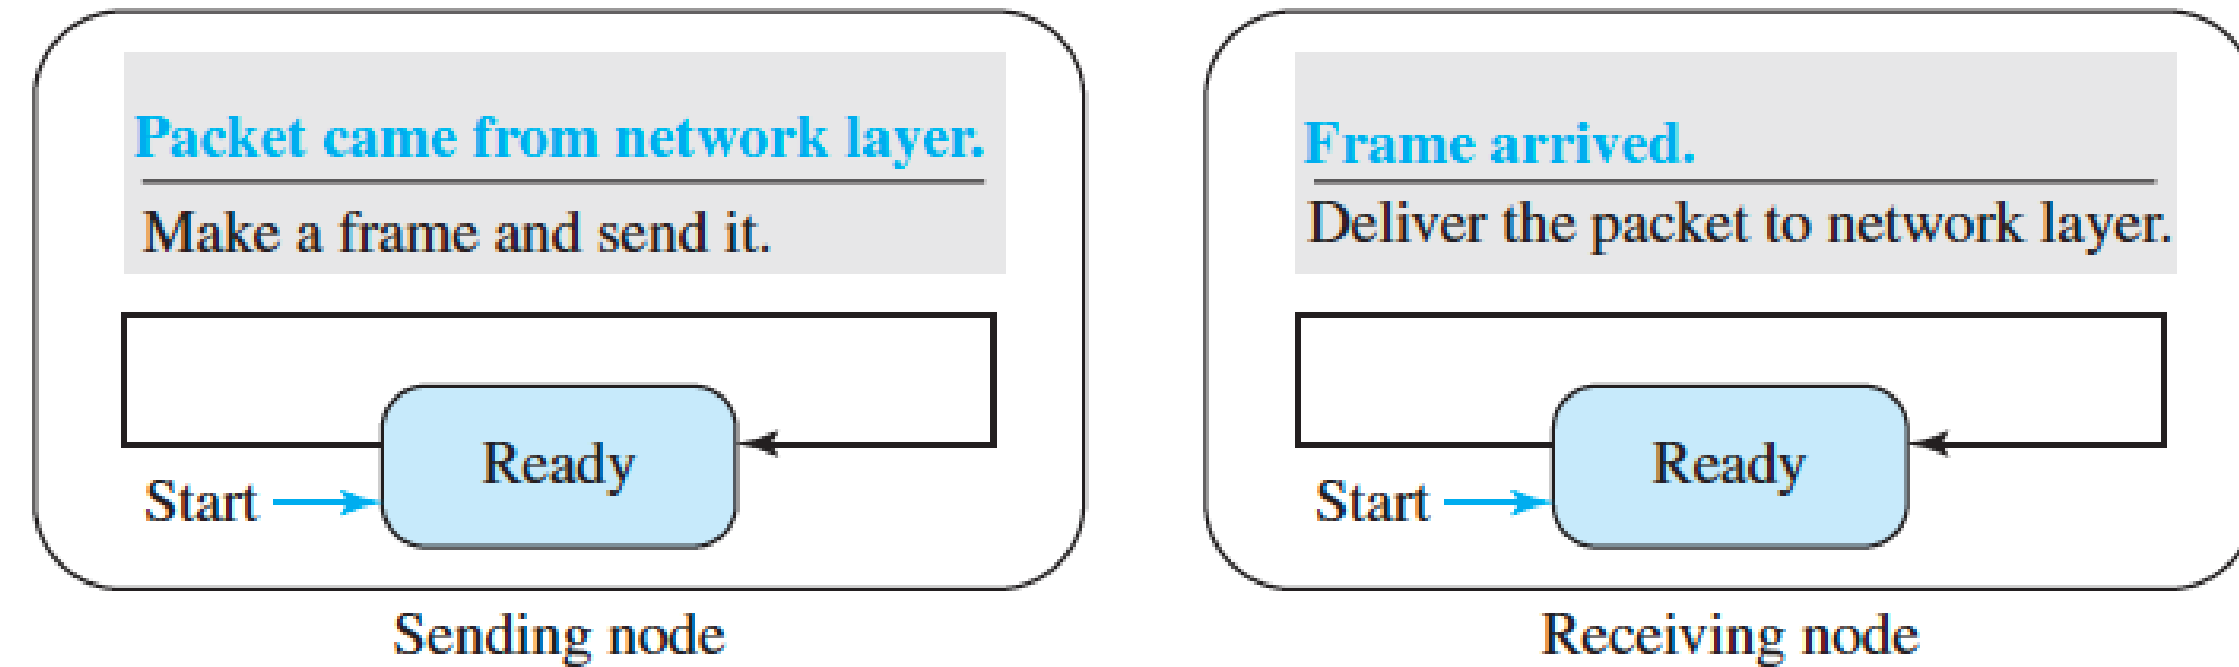 Packet came from network layer.
Make a frame and send it.
Ready
Start
Sending node
Frame arrived.
Deliver the packet to network layer.
Ready
Start
Receiving node